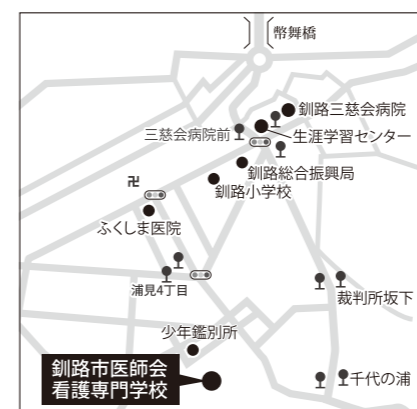 幣舞橋
釧路三慈会病院
三慈会病院前
生涯学習センター
釧路総合振興局
釧路小学校
卍
ふくしま医院
浦見4丁目
裁判所坂下
少年鑑別所
釧路市医師会
看護専門学校
千代の浦